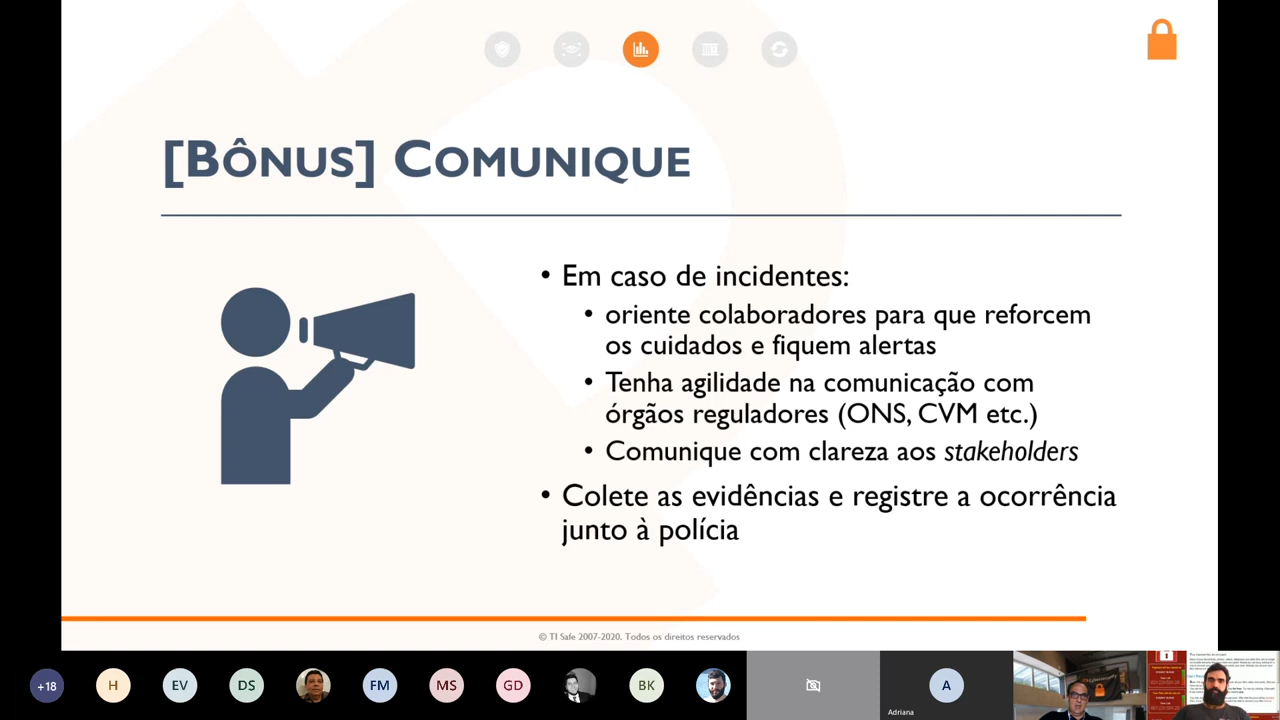 [BÔNUS] COMUNIQUE
• Em caso de incidentes:
• oriente colaboradores para que reforcem
os cuidados e fiquem alertas
• Tenha agilidade na comunicação com
órgãos reguladores (ONS, CVM etc.)
• Comunique com clareza aos stakeholders
• Colete as evidências e registre a ocorrência
junto à polícia
© TI Safe 2007-2020. Todos os direitos reservados
+18
H
EV
DS
FM
GD
BK
A
Adriana